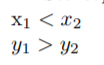 x₁ < x₂
y₁ > y₂